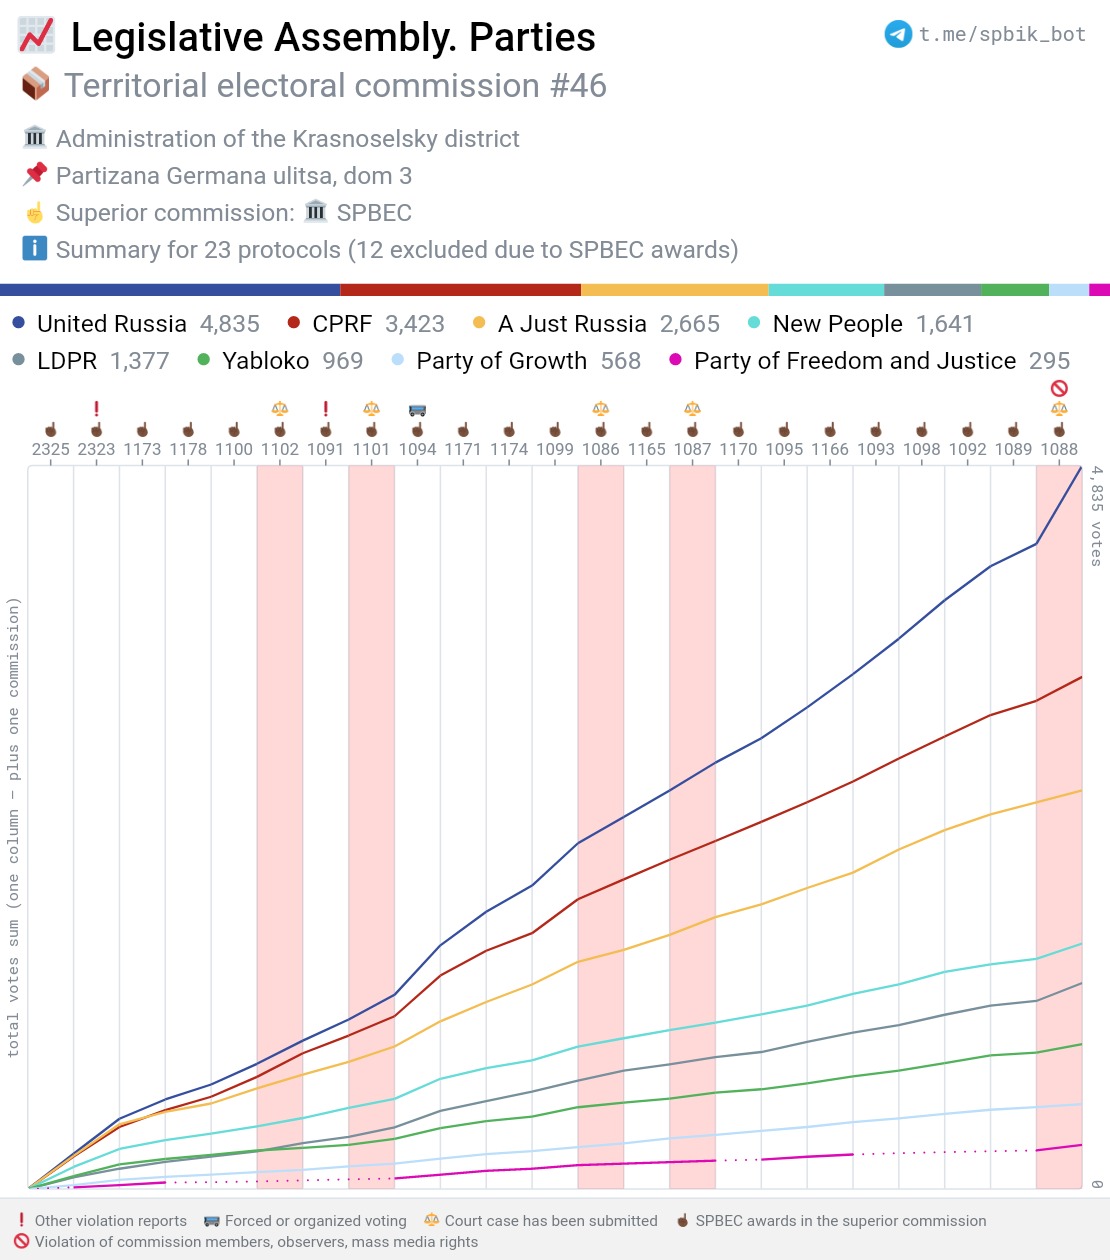 Legislative Assembly. Parties
t.me/spbik_bot
Territorial electoral commission #46
Administration of the Krasnoselsky district
Partizana Germana ulitsa, dom 3
Superior commission: SPBEC
Summary for 23 protocols (12 excluded due to SPBEC awards)
United Russia 4,835 CPRF 3,423 A Just Russia 2,665 New People 1,641
LDPR 1,377 Yabloko 969 Party of Growth 568 Party of Freedom and Justice 295
2325 2323 1173 1178 1100 1102 1091 1101 1094 1171 1174 1099 1086 1165 1087 1170 1095 1166 1093 1098 1092 1089 1088
4,835 votes
total votes sum (one column – plus one commission)
0
Other violation reports Forced or organized voting Court case has been submitted SPBEC awards in the superior commission
Violation of commission members, observers, mass media rights